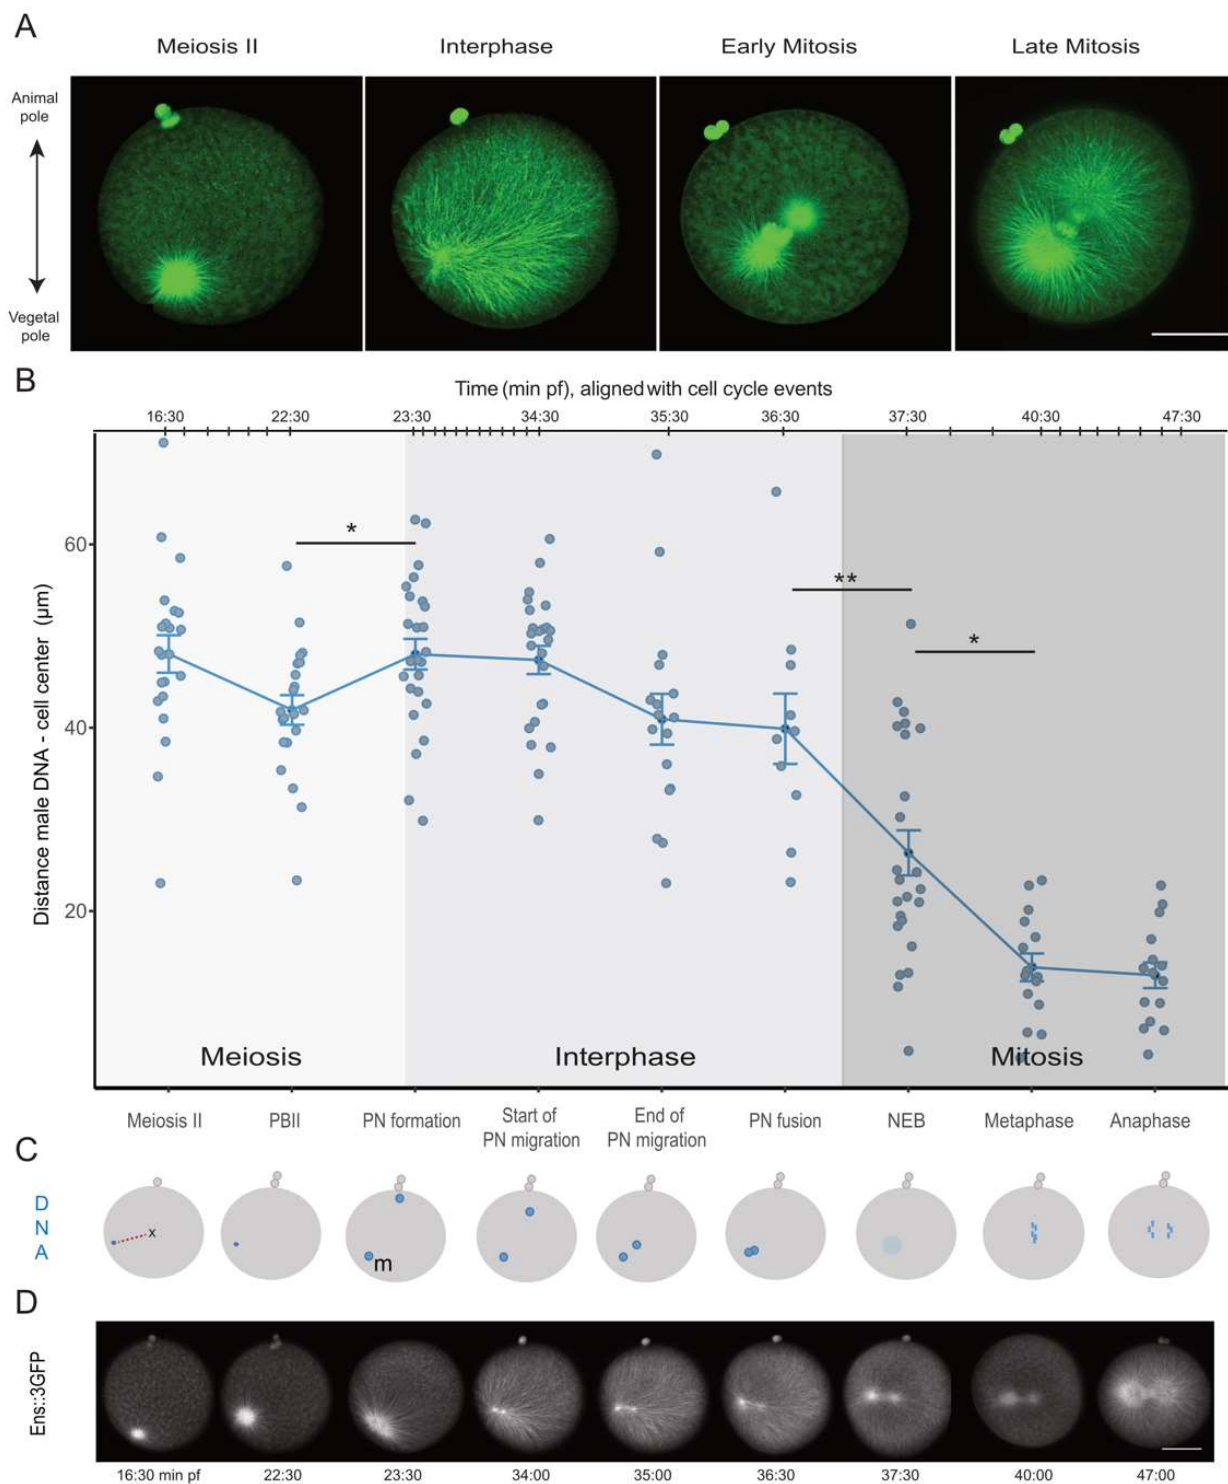 A
Meiosis II Interphase Early Mitosis Late Mitosis
Animal
pole
Vegetal
pole
B
Time (min pf), aligned with cell cycle events
16:30 22:30 23:30 34:30 35:30 36:30 37:30 40:30 47:30
Distance male DNA - cell center (µm)
60
40
20
*
**
*
Meiosis Interphase Mitosis
Meiosis II PBII PN formation Start of PN migration End of PN migration PN fusion NEB Metaphase Anaphase
C
D
N
A
x
m
D
Ens::3GFP
16:30 min pf 22:30 23:30 34:00 35:00 36:30 37:30 40:00 47:00